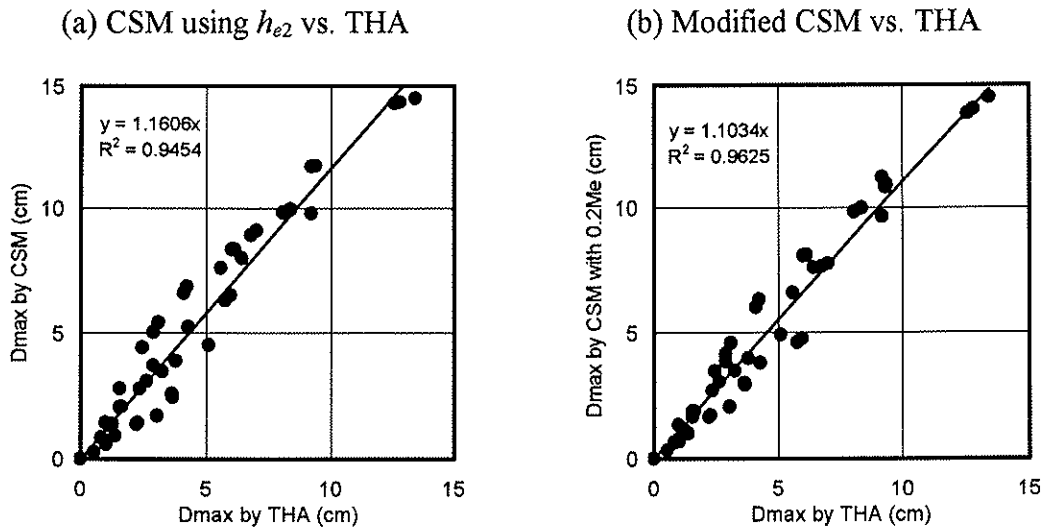 (a) CSM using hₑ₂ vs. THA
15
y = 1.1606x
R² = 0.9454
10
5
0
0 5 10 15
Dmax by CSM (cm)
Dmax by THA (cm)
(b) Modified CSM vs. THA
15
y = 1.1034x
R² = 0.9625
10
5
0
0 5 10 15
Dmax by CSM with 0.2Me (cm)
Dmax by THA (cm)